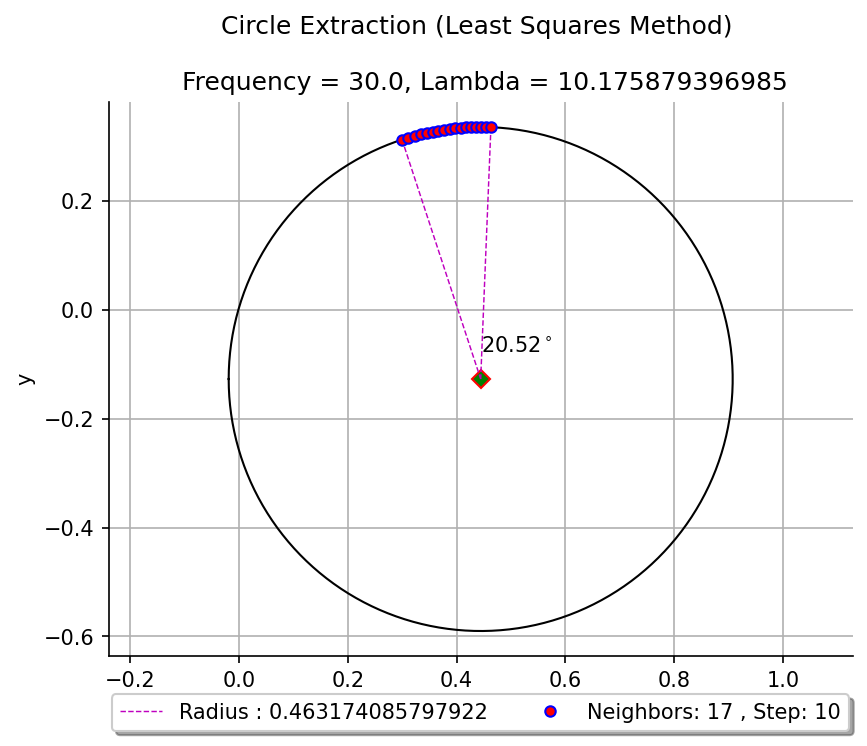 Circle Extraction (Least Squares Method)
Frequency = 30.0, Lambda = 10.175879396985
0.2
0.0
−0.2
−0.4
−0.6
y
20.52°
−0.2 0.0 0.2 0.4 0.6 0.8 1.0
Radius : 0.463174085797922 Neighbors: 17 , Step: 10